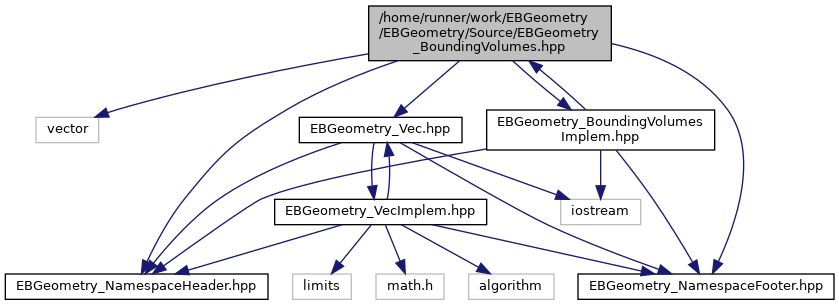 /home/runner/work/EBGeometry
/EBGeometry/Source/EBGeometry
_BoundingVolumes.hpp
vector
EBGeometry_Vec.hpp
EBGeometry_BoundingVolumes
Implem.hpp
EBGeometry_VecImplem.hpp
iostream
EBGeometry_NamespaceHeader.hpp
limits
math.h
algorithm
EBGeometry_NamespaceFooter.hpp